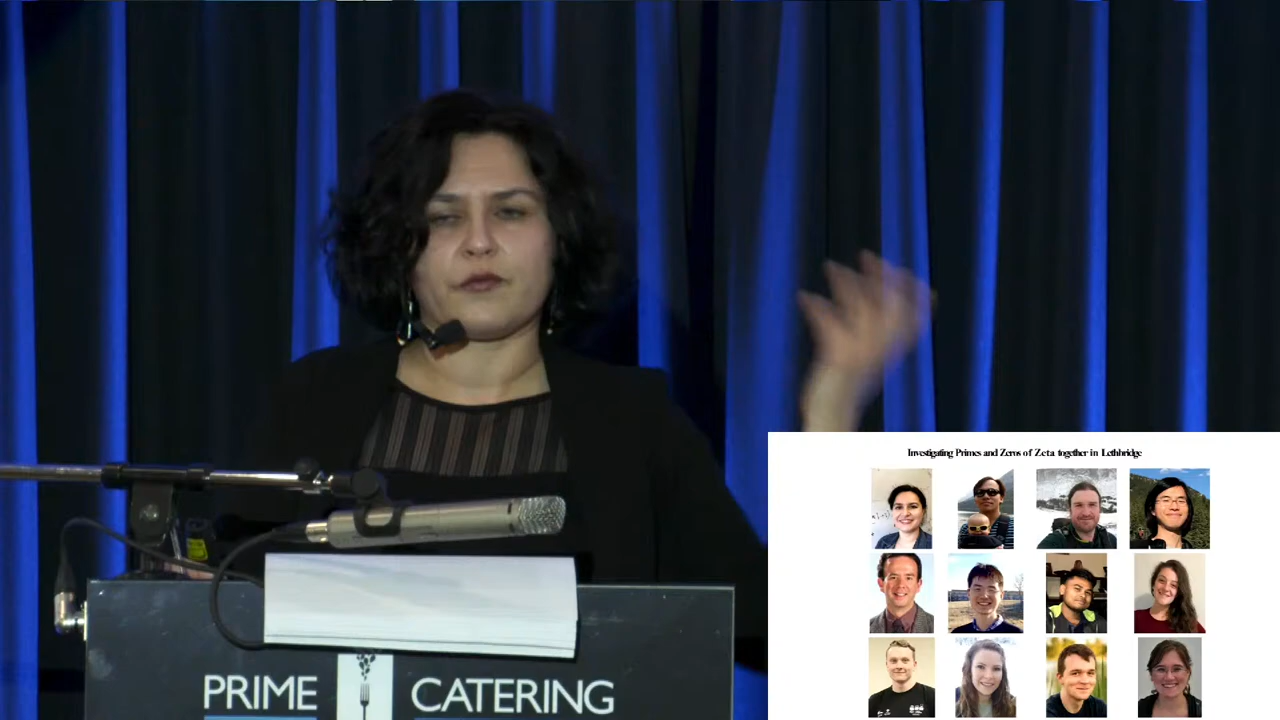 Investigating Primes and Zeros of Zeta together in Lethbridge
PRIME CATERING